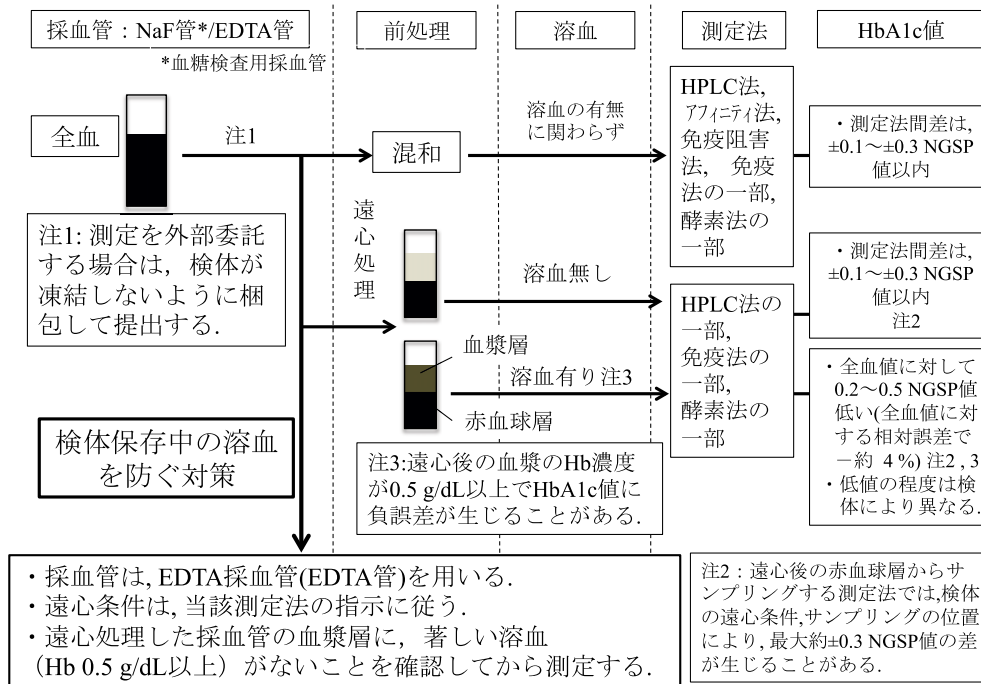 採血管：NaF管*/EDTA管
*血糖検査用採血管
前処理
溶血
測定法
HbA1c値
全血
注1
混和
溶血の有無
に関わらず
HPLC法,
アフィニティ法,
免疫阻害
法, 免疫
法の一部,
酵素法の
一部
・測定法間差は,
±0.1～±0.3 NGSP
値以内
注1: 測定を外部委託
する場合は, 検体が
凍結しないように梱
包して提出する.
遠心処理
溶血無し
血漿層
溶血有り注3
赤血球層
HPLC法の
一部,
免疫法の
一部,
酵素法の
一部
・測定法間差は,
±0.1～±0.3 NGSP
値以内
注2
・全血値に対して
0.2～0.5 NGSP値
低い(全血値に対
する相対誤差で
－約 4 %) 注2 , 3
・低値の程度は検
体により異なる.
検体保存中の溶血
を防ぐ対策
注3:遠心後の血漿のHb濃度
が0.5 g/dL以上でHbA1c値に
負誤差が生じることがある.
・採血管は, EDTA採血管(EDTA管)を用いる.
・遠心条件は, 当該測定法の指示に従う.
・遠心処理した採血管の血漿層に, 著しい溶血
（Hb 0.5 g/dL以上）がないことを確認してから測定する.
注2：遠心後の赤血球層からサ
ンプリングする測定法では,検体
の遠心条件,サンプリングの位置
により, 最大約±0.3 NGSP値の差
が生じることがある.